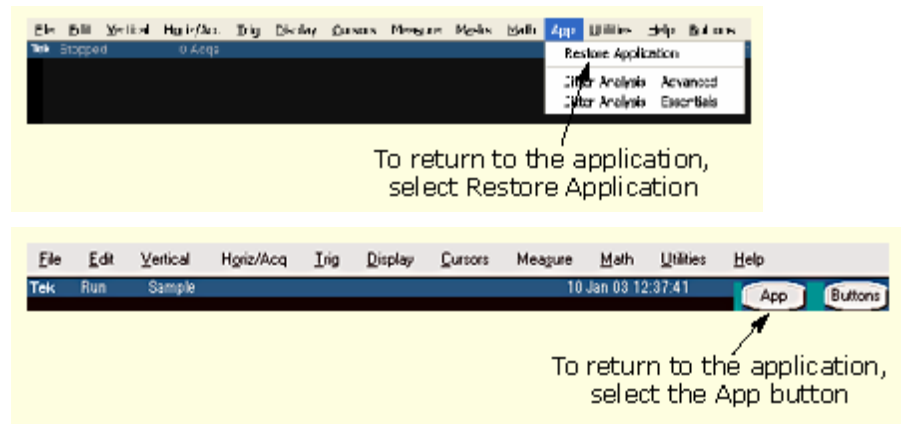 File Edit Vertical Horiz/Acq Trig Display Cursors Measure Masks Math App Utilities Help Buttons
Tek Stopped 0 Acqs
Restore Application
Jitter Analysis Advanced
Jitter Analysis Essentials
To return to the application,
select Restore Application
File Edit Vertical Horiz/Acq Trig Display Cursors Measure Math Utilities Help
Tek Run Sample 10 Jan 03 12:37:41
App Buttons
To return to the application,
select the App button